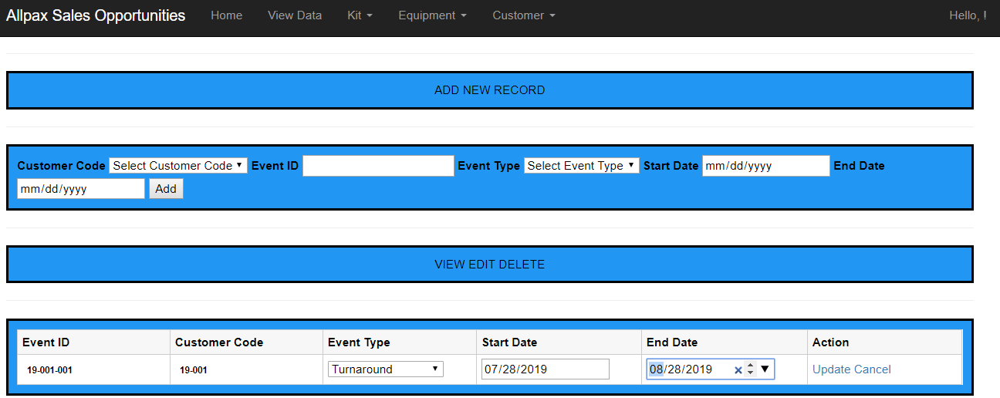 Allpax Sales Opportunities Home View Data Kit Equipment Customer Hello, !
ADD NEW RECORD
Customer Code Select Customer Code Event ID Event Type Select Event Type Start Date mm/dd/yyyy End Date
mm/dd/yyyy Add
VIEW EDIT DELETE
Event ID Customer Code Event Type Start Date End Date Action
19-001-001 19-001 Turnaround 07/28/2019 08/28/2019 Update Cancel